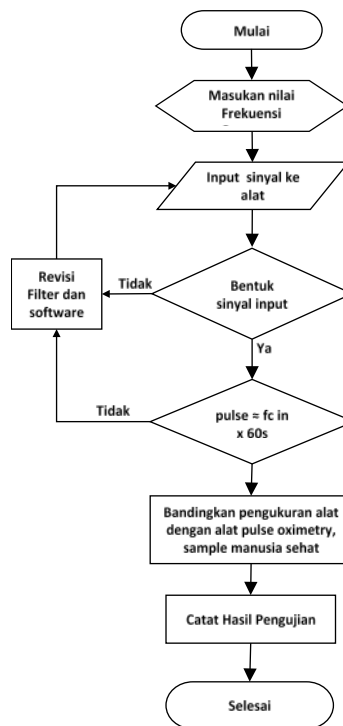 Mulai
Masukan nilai
Frekuensi
Input sinyal ke
alat
Revisi
Filter dan
software
Tidak
Bentuk
sinyal input
Ya
Tidak
pulse ≈ fc in
x 60s
Bandingkan pengukuran alat
dengan alat pulse oximetry,
sample manusia sehat
Catat Hasil Pengujian
Selesai